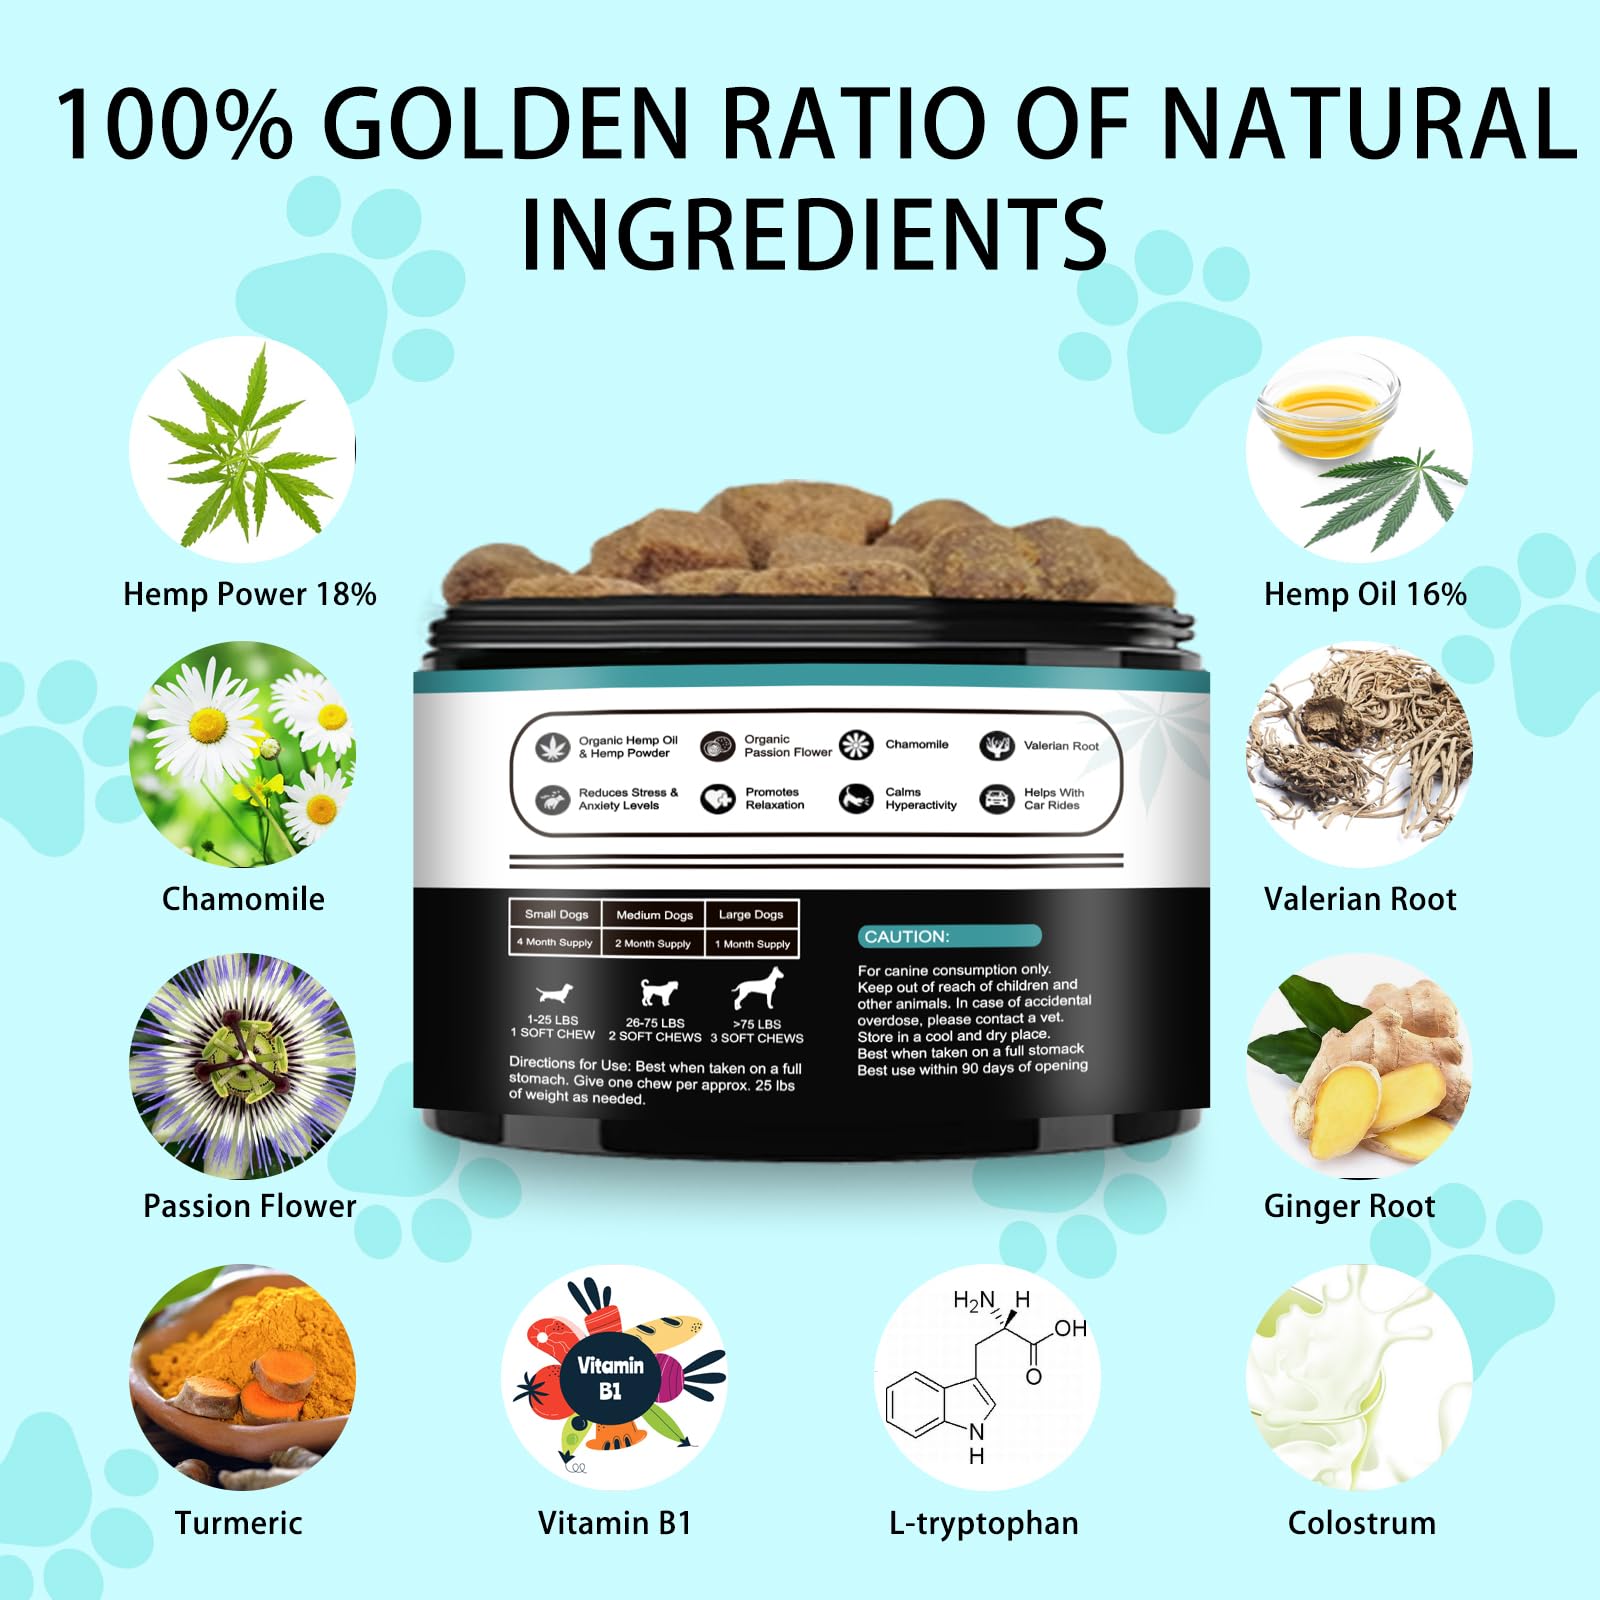 100% GOLDEN RATIO OF NATURAL
INGREDIENTS
Hemp Power 18%
Hemp Oil 16%
Chamomile
Valerian Root
Passion Flower
Ginger Root
Turmeric
Vitamin B1
L-tryptophan
Colostrum
Organic Hemp Oil
& Hemp Powder
Organic
Passion Flower
Chamomile
Valerian Root
Reduces Stress &
Anxiety Levels
Promotes
Relaxation
Calms
Hyperactivity
Helps With
Car Rides
Small Dogs
Medium Dogs
Large Dogs
4 Month Supply
2 Month Supply
1 Month Supply
1-25 LBS
1 SOFT CHEW
26-75 LBS
2 SOFT CHEWS
>75 LBS
3 SOFT CHEWS
Directions for Use: Best when taken on a full
stomach. Give one chew per approx. 25 lbs
of weight as needed.
CAUTION:
For canine consumption only.
Keep out of reach of children and
other animals. In case of accidental
overdose, please contact a vet.
Store in a cool and dry place.
Best when taken on a full stomack
Best use within 90 days of opening
Vitamin
B1
H₂N
H
OH
O
N
H